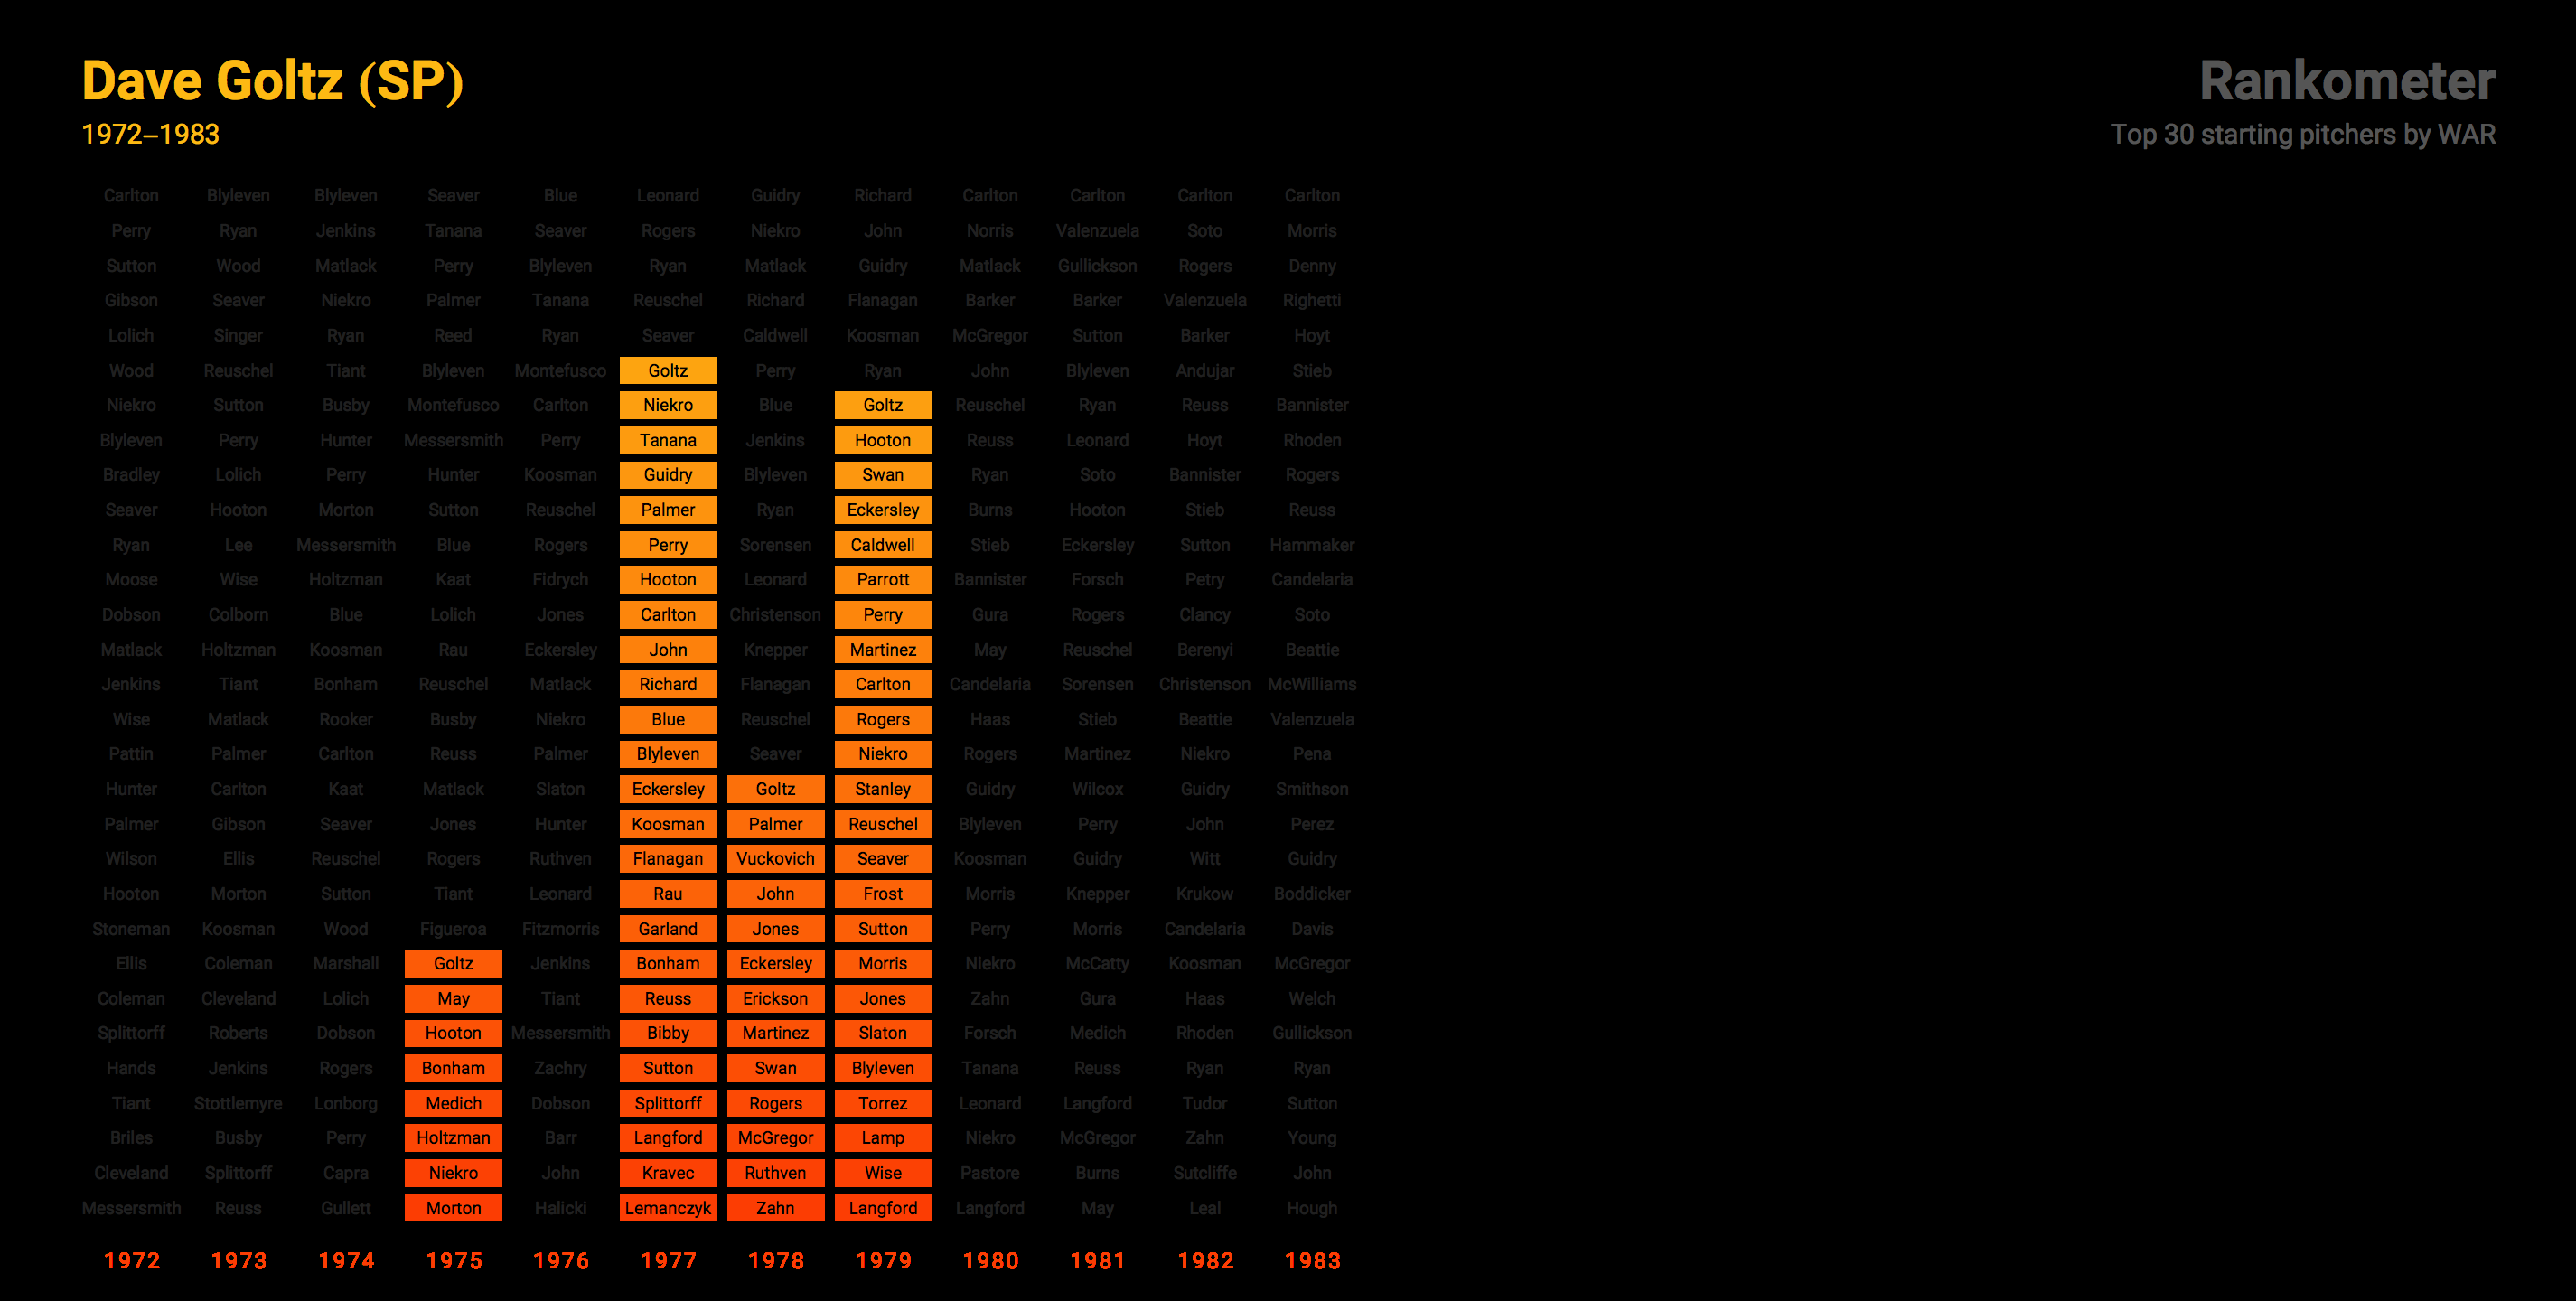 Dave Goltz (SP)
1972–1983
Rankometer
Top 30 starting pitchers by WAR
Carlton Blyleven Blyleven Seaver Blue Leonard Guidry Richard Carlton Carlton Carlton Carlton
Perry Ryan Jenkins Tanana Seaver Rogers Niekro John Norris Valenzuela Soto Morris
Sutton Wood Matlack Perry Blyleven Ryan Matlack Guidry Matlack Gullickson Rogers Denny
Gibson Seaver Niekro Palmer Tanana Reuschel Richard Flanagan Barker Barker Valenzuela Righetti
Lolich Singer Ryan Reed Ryan Seaver Caldwell Koosman McGregor Sutton Barker Hoyt
Wood Reuschel Tiant Blyleven Montefusco Goltz Perry Ryan John Blyleven Andujar Stieb
Niekro Sutton Busby Montefusco Carlton Niekro Blue Goltz Reuschel Ryan Reuss Bannister
Blyleven Perry Hunter Messersmith Perry Tanana Jenkins Hooton Reuss Leonard Hoyt Rhoden
Bradley Lolich Perry Hunter Koosman Guidry Blyleven Swan Ryan Soto Bannister Rogers
Seaver Hooton Morton Sutton Reuschel Palmer Ryan Eckersley Burns Hooton Stieb Reuss
Ryan Lee Messersmith Blue Rogers Perry Sorensen Caldwell Stieb Eckersley Sutton Hammaker
Moose Wise Holtzman Kaat Fidrych Hooton Leonard Parrott Bannister Forsch Petry Candelaria
Dobson Colborn Blue Lolich Jones Carlton Christenson Perry Gura Rogers Clancy Soto
Matlack Holtzman Koosman Rau Eckersley John Knepper Martinez May Reuschel Berenyi Beattie
Jenkins Tiant Bonham Reuschel Matlack Richard Flanagan Carlton Candelaria Sorensen Christenson McWilliams
Wise Matlack Rooker Busby Niekro Blue Reuschel Rogers Haas Stieb Beattie Valenzuela
Pattin Palmer Carlton Reuss Palmer Blyleven Seaver Niekro Rogers Martinez Niekro Pena
Hunter Carlton Kaat Matlack Slaton Eckersley Goltz Stanley Guidry Wilcox Guidry Smithson
Palmer Gibson Seaver Jones Hunter Koosman Palmer Reuschel Blyleven Perry John Perez
Wilson Ellis Reuschel Rogers Ruthven Flanagan Vuckovich Seaver Koosman Guidry Witt Guidry
Hooton Morton Sutton Tiant Leonard Rau John Frost Morris Knepper Krukow Boddicker
Stoneman Koosman Wood Figueroa Fitzmorris Garland Jones Sutton Perry Morris Candelaria Davis
Ellis Coleman Marshall Goltz Jenkins Bonham Eckersley Morris Niekro McCatty Koosman McGregor
Coleman Cleveland Lolich May Tiant Reuss Erickson Jones Zahn Gura Haas Welch
Splittorff Roberts Dobson Hooton Messersmith Bibby Martinez Slaton Forsch Medich Rhoden Gullickson
Hands Jenkins Rogers Bonham Zachry Sutton Swan Blyleven Tanana Reuss Ryan Ryan
Tiant Stottlemyre Lonborg Medich Dobson Splittorff Rogers Torrez Leonard Langford Tudor Sutton
Briles Busby Perry Holtzman Barr Langford McGregor Lamp Niekro McGregor Zahn Young
Cleveland Splittorff Capra Niekro John Kravec Ruthven Wise Pastore Burns Sutcliffe John
Messersmith Reuss Gullett Morton Halicki Lemanczyk Zahn Langford Langford May Leal Hough
1972 1973 1974 1975 1976 1977 1978 1979 1980 1981 1982 1983